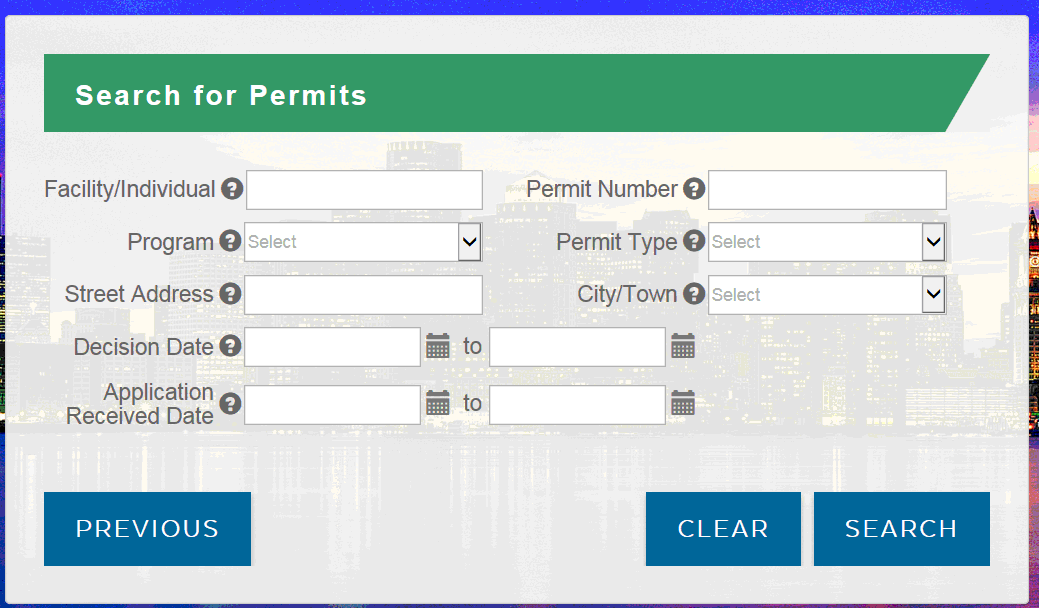 Search for Permits
Facility/Individual ? Permit Number ?
Program ? Select Permit Type ? Select
Street Address ? City/Town ? Select
Decision Date ? to
Application
Received Date ? to
PREVIOUS CLEAR SEARCH